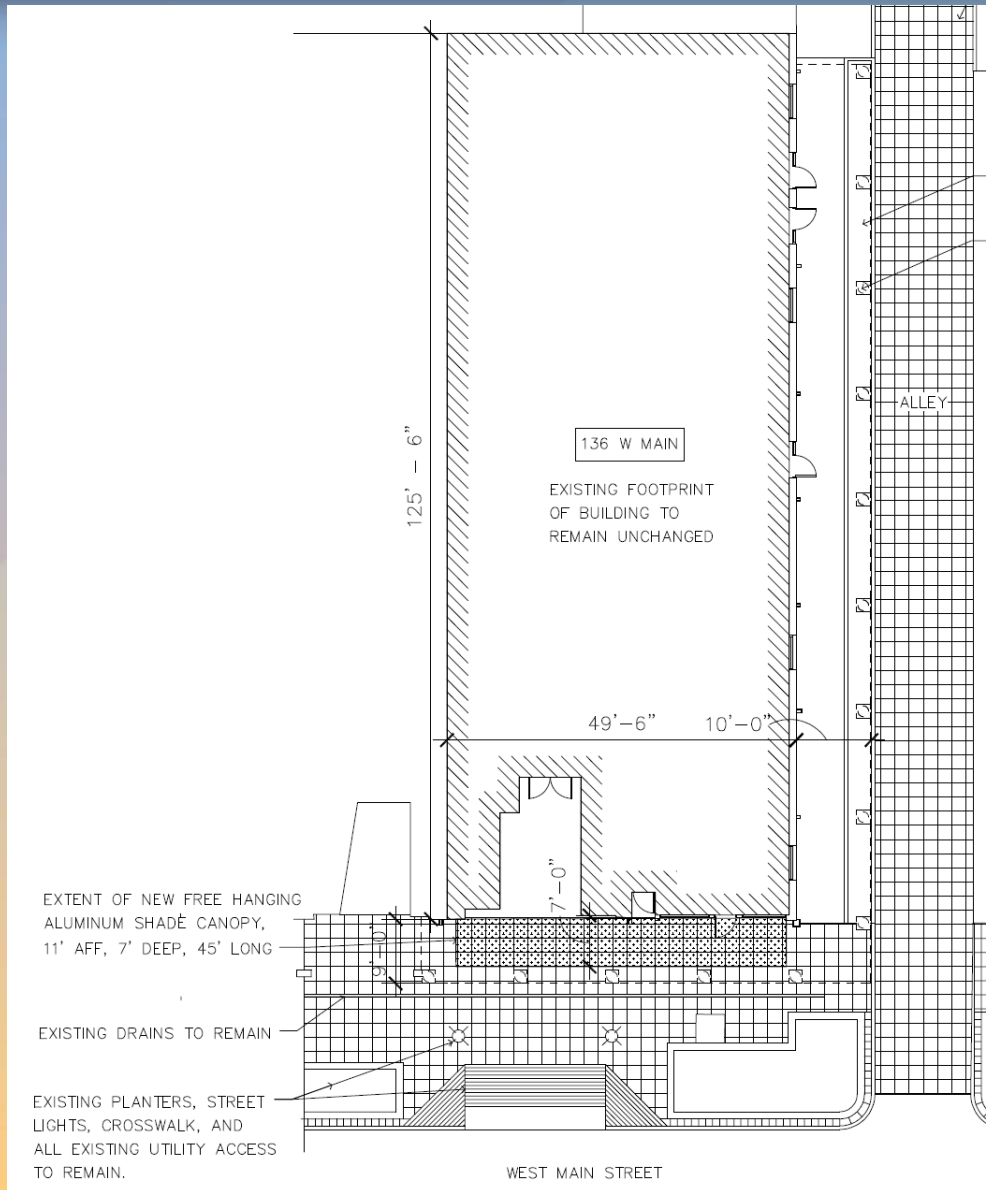 125' - 6"
ALLEY
136 W MAIN
EXISTING FOOTPRINT
OF BUILDING TO
REMAIN UNCHANGED
49'-6"
10'-0"
7'-0"
EXTENT OF NEW FREE HANGING
ALUMINUM SHADE CANOPY,
11' AFF, 7' DEEP, 45' LONG
9'-0"
EXISTING DRAINS TO REMAIN
EXISTING PLANTERS, STREET
LIGHTS, CROSSWALK, AND
ALL EXISTING UTILITY ACCESS
TO REMAIN.
WEST MAIN STREET